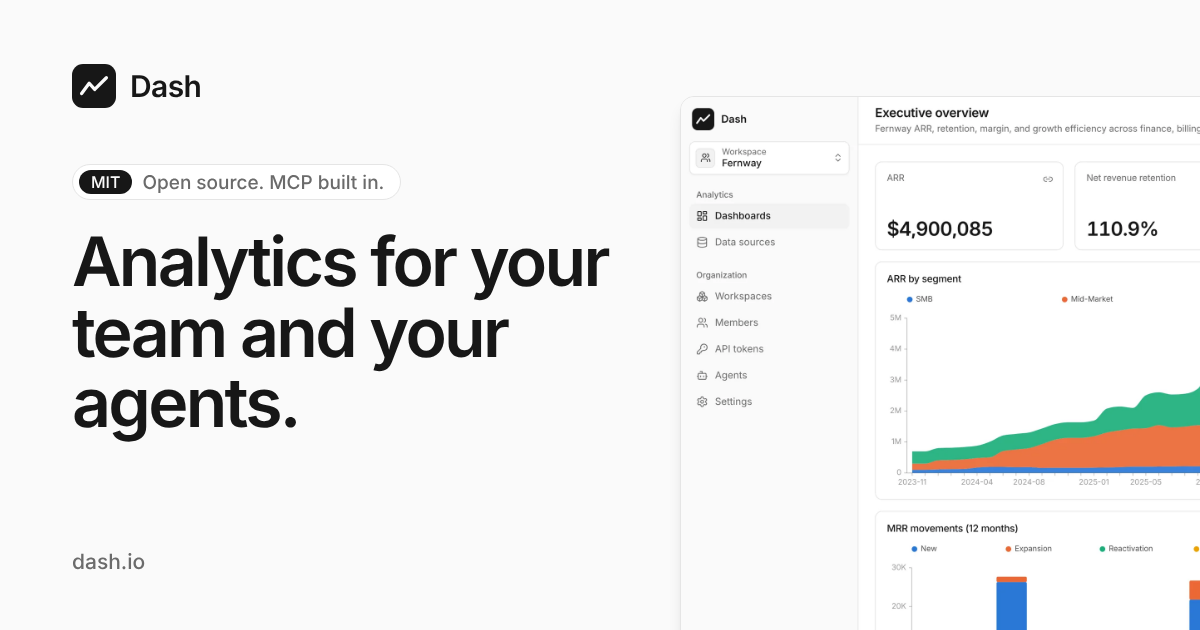 Dash
MIT Open source. MCP built in.
Analytics for your
team and your
agents.
dash.io
Dash
Workspace
Fernway
Analytics
Dashboards
Data sources
Organization
Workspaces
Members
API tokens
Agents
Settings
Executive overview
Fernway ARR, retention, margin, and growth efficiency across finance, billing
ARR
$4,900,085
Net revenue retention
110.9%
ARR by segment
SMB Mid-Market
5M
4M
3M
2M
1M
0
2023-11 2024-04 2024-08 2025-01 2025-05 2
MRR movements (12 months)
New Expansion Reactivation
30K
20K